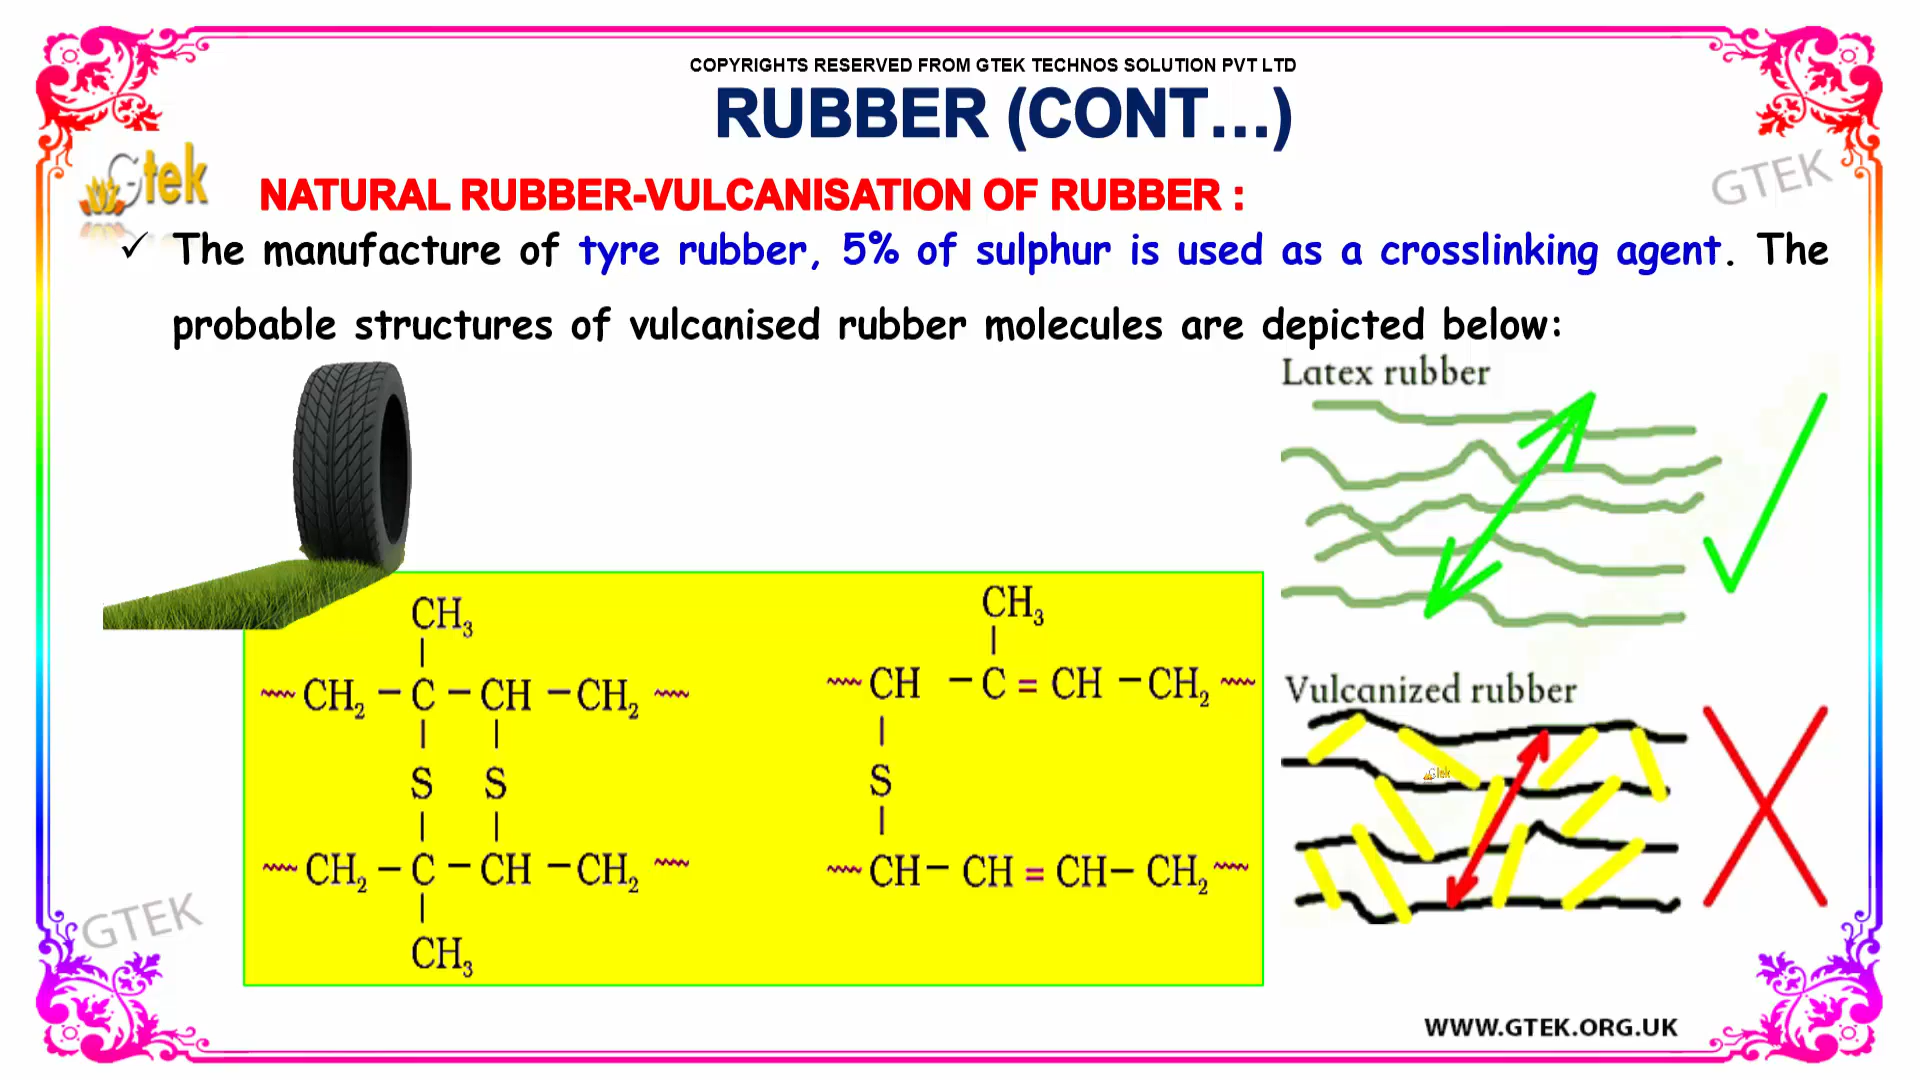 COPYRIGHTS RESERVED FROM GTEK TECHNOS SOLUTION PVT LTD
RUBBER (CONT...)
Gtek
GTEK
NATURAL RUBBER-VULCANISATION OF RUBBER :
✓ The manufacture of tyre rubber, 5% of sulphur is used as a crosslinking agent. The
probable structures of vulcanised rubber molecules are depicted below:
Latex rubber
CH₃
CH₂ – C – CH – CH₂
S S
CH₂ – C – CH – CH₂
CH₃
CH₃
CH – C = CH – CH₂
S
CH – CH = CH – CH₂
Vulcanized rubber
Gtek
GTEK
WWW.GTEK.ORG.UK